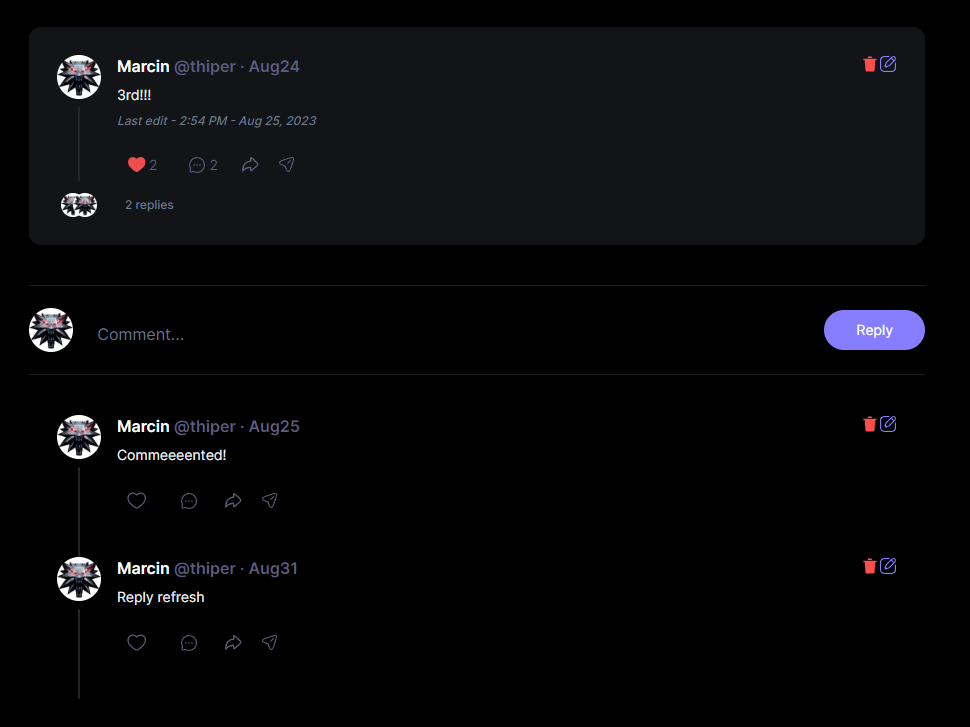 Marcin @thiper · Aug24
3rd!!!
Last edit - 2:54 PM - Aug 25, 2023
2 2
2 replies
Comment... Reply
Marcin @thiper · Aug25
Commeeeented!
Marcin @thiper · Aug31
Reply refresh